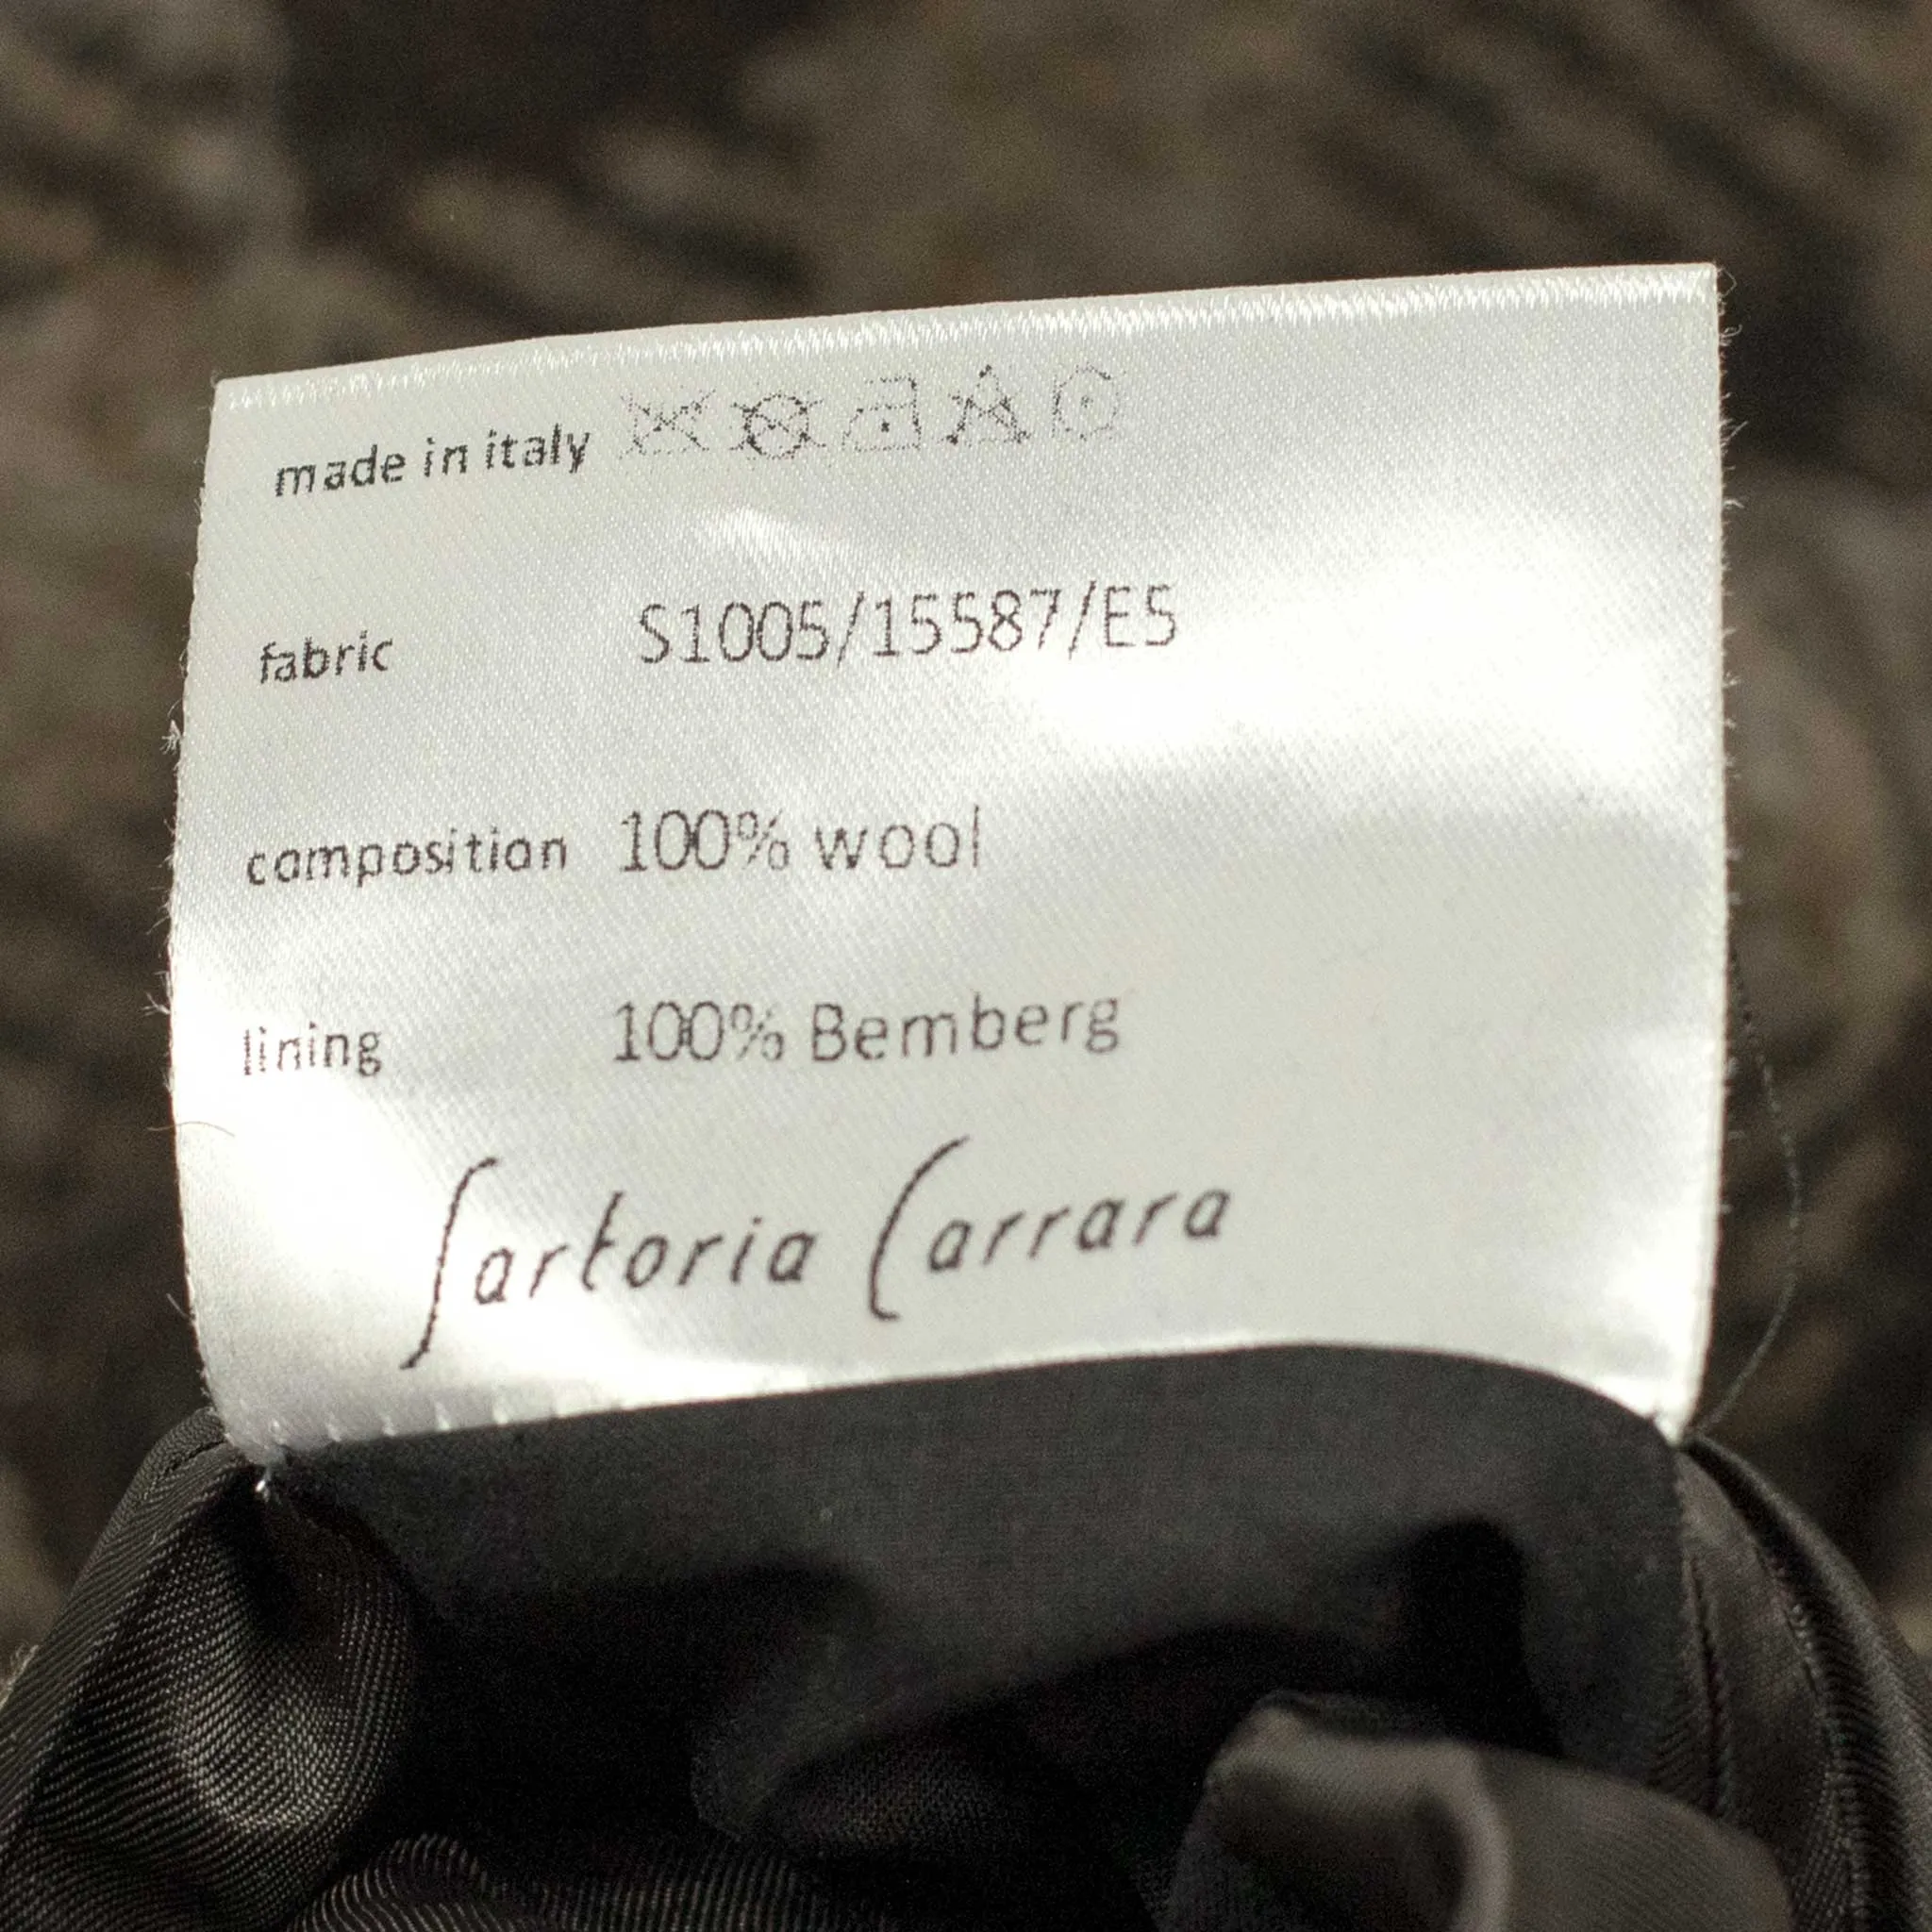 made in italy
fabric S1005/15587/E5
composition 100% wool
lining 100% Bemberg
Sartoria Carrara